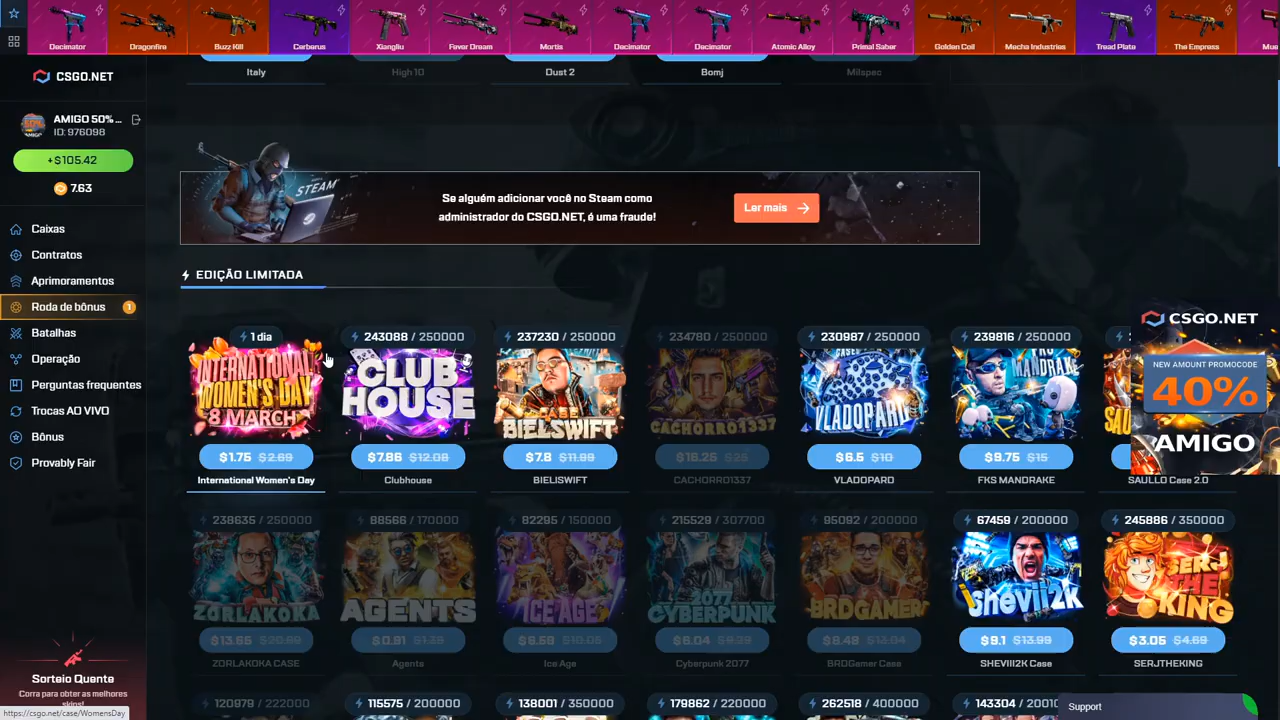 Decimator
Dragonfire
Buzz Kill
Cerberus
Xiangliu
Fever Dream
Mortis
Decimator
Decimator
Atomic Alloy
Primal Saber
Golden Coil
Mecha Industries
Tread Plate
The Empress
CSGO.NET
AMIGO 50% ...
ID: 976098
+$105.42
7.63
Caixas
Contratos
Aprimoramentos
Roda de bônus 1
Batalhas
Operação
Perguntas frequentes
Trocas AO VIVO
Bônus
Provably Fair
Sorteio Quente
Corra para obter as melhores
skins!
https://csgo.net/case/WomensDay
Italy
High 10
Dust 2
Bomj
Milspec
STEAM
Se alguém adicionar você no Steam como
administrador do CSGO.NET, é uma fraude!
Ler mais
EDIÇÃO LIMITADA
1 dia
INTERNATIONAL
WOMEN'S DAY
8 MARCH
$1.75 $2.69
International Women's Day
243088 / 250000
CLUB
HOUSE
$7.86 $12.08
Clubhouse
237230 / 250000
CASE
BIELSWIFT
$7.8 $11.99
BIELISWIFT
234780 / 250000
CACHORRO1337
$16.25 $25
CACHORRO1337
230987 / 250000
VLADOPARD
$6.5 $10
VLADOPARD
239816 / 250000
FKS
MANDRAKE
$9.75 $15
FKS MANDRAKE
SAULLO Case 2.0
CSGO.NET
NEW AMOUNT PROMOCODE
40%
AMIGO
238635 / 250000
ZORLAKOKA
$13.65 $20.99
ZORLAKOKA CASE
88566 / 170000
AGENTS
$0.91 $1.39
Agents
82295 / 150000
ICE AGE
$6.59 $10.05
Ice Age
215529 / 307700
2077
CYBERPUNK
$6.04 $9.29
Cyberpunk 2077
95092 / 200000
BRDGAMER
$8.48 $13.04
BRDGamer Case
67459 / 200000
Shevii2k
$9.1 $13.99
SHEVII2K Case
245886 / 350000
SERJ
THE
KING
$3.05 $4.69
SERJTHEKING
120979 / 222000
115575 / 200000
138001 / 350000
179862 / 220000
262518 / 400000
Support